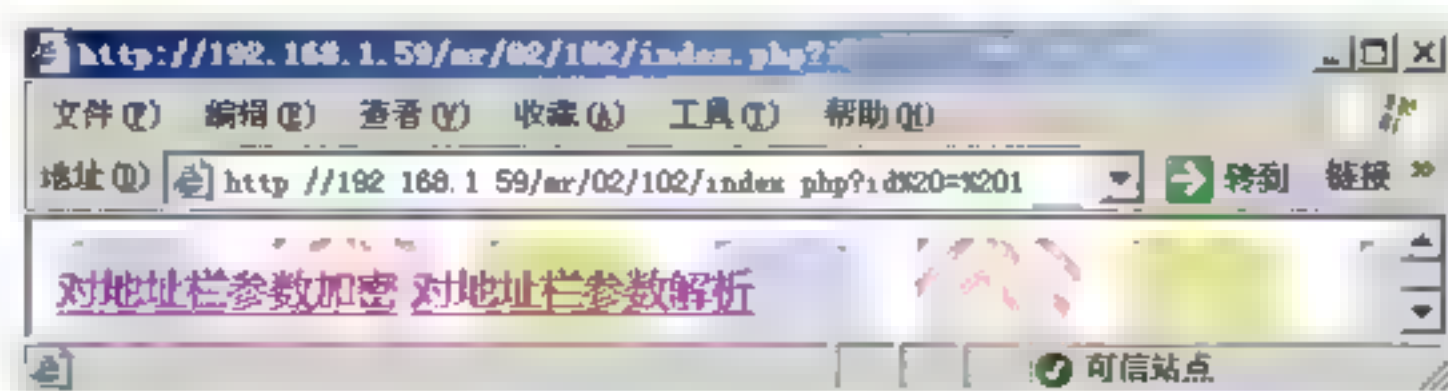 http://192.168.1.59/mr/02/102/index.php?i
文件(F) 编辑(E) 查看(V) 收藏(A) 工具(T) 帮助(H)
地址(D) http //192 168.1 59/mr/02/102/index php?id%20=%201 转到 链接 »
对地址栏参数加密 对地址栏参数解析
可信站点